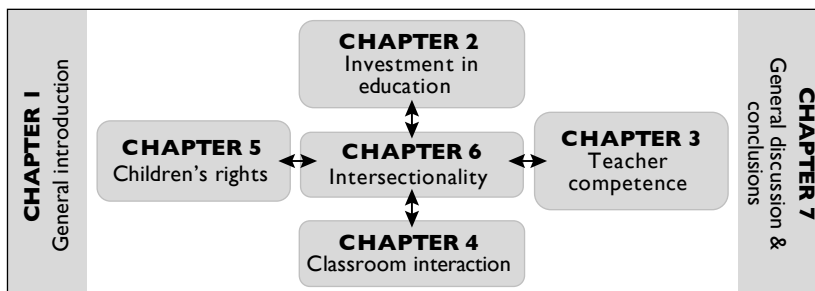 CHAPTER 1
General introduction
CHAPTER 2
Investment in
education
CHAPTER 5
Children’s rights
CHAPTER 6
Intersectionality
CHAPTER 3
Teacher
competence
CHAPTER 4
Classroom interaction
CHAPTER 7
General discussion &
conclusions